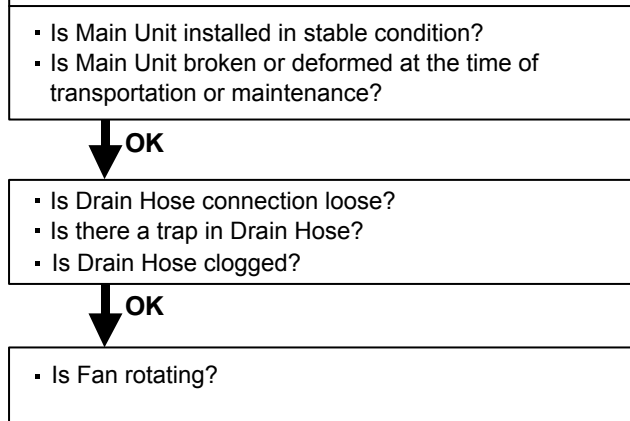 ▪ Is Main Unit installed in stable condition?
▪ Is Main Unit broken or deformed at the time of
transportation or maintenance?
OK
▪ Is Drain Hose connection loose?
▪ Is there a trap in Drain Hose?
▪ Is Drain Hose clogged?
OK
▪ Is Fan rotating?